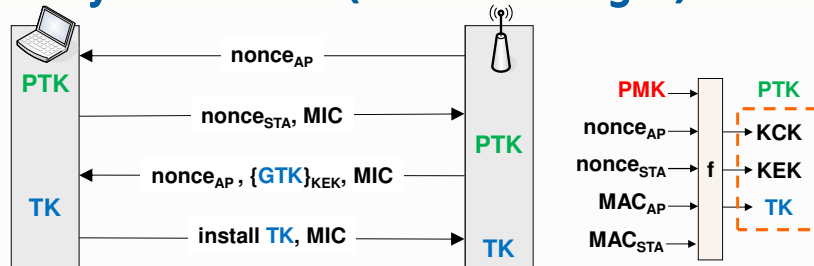 nonceAP
PTK
nonceSTA, MIC
PTK
nonceAP , {GTK}KEK, MIC
TK
install TK, MIC
TK
PMK
PTK
nonceAP
KCK
nonceSTA
f
KEK
MACAP
TK
MACSTA